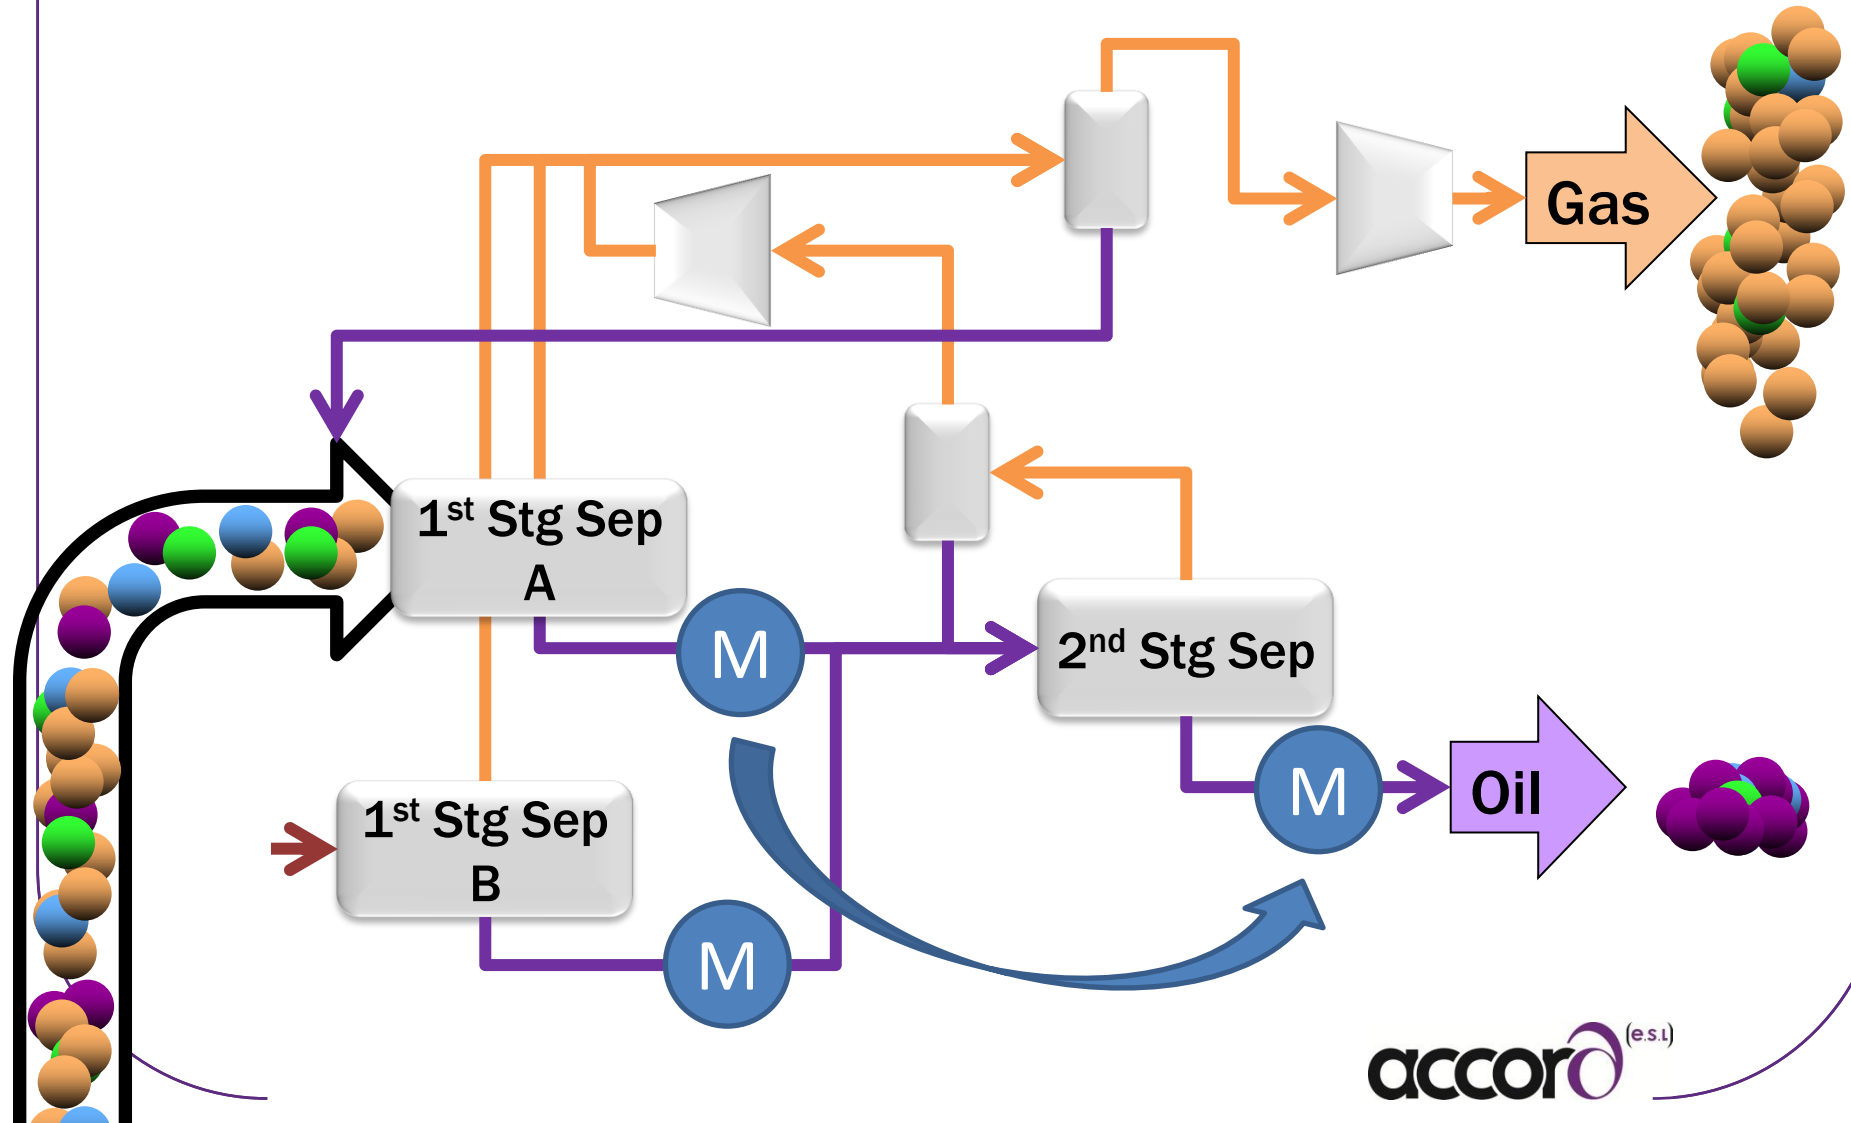 Gas
1st Stg Sep
A
M
2nd Stg Sep
M
Oil
1st Stg Sep
B
M
accord (e.s.l)